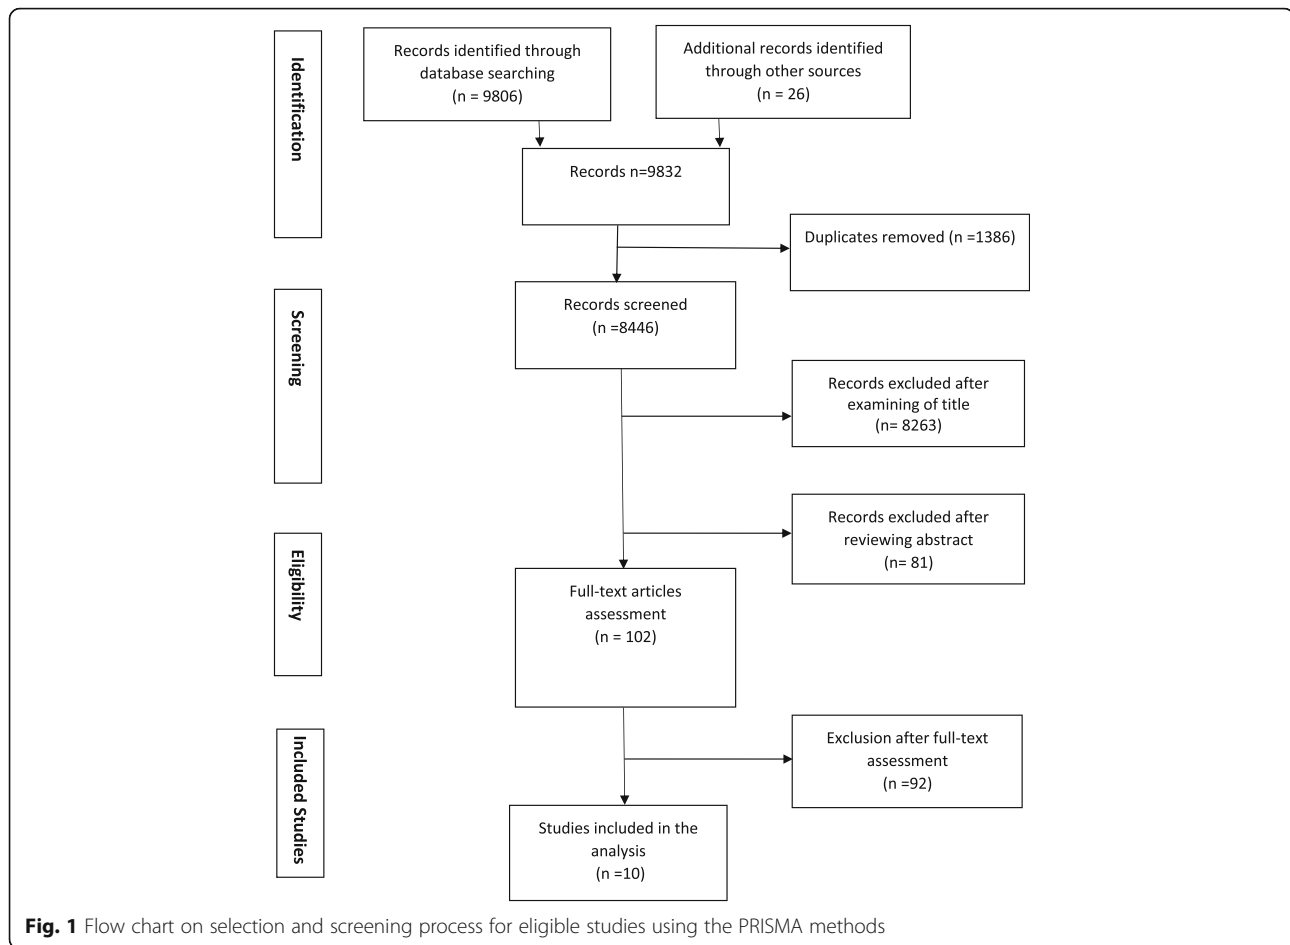 Identification
Records identified through
database searching
(n = 9806)
Additional records identified
through other sources
(n = 26)
Records n=9832
Duplicates removed (n =1386)
Screening
Records screened
(n =8446)
Records excluded after
examining of title
(n= 8263)
Records excluded after
reviewing abstract
(n= 81)
Eligibility
Full-text articles
assessment
(n = 102)
Included Studies
Exclusion after full-text
assessment
(n =92)
Studies included in the
analysis
(n =10)
Fig. 1 Flow chart on selection and screening process for eligible studies using the PRISMA methods